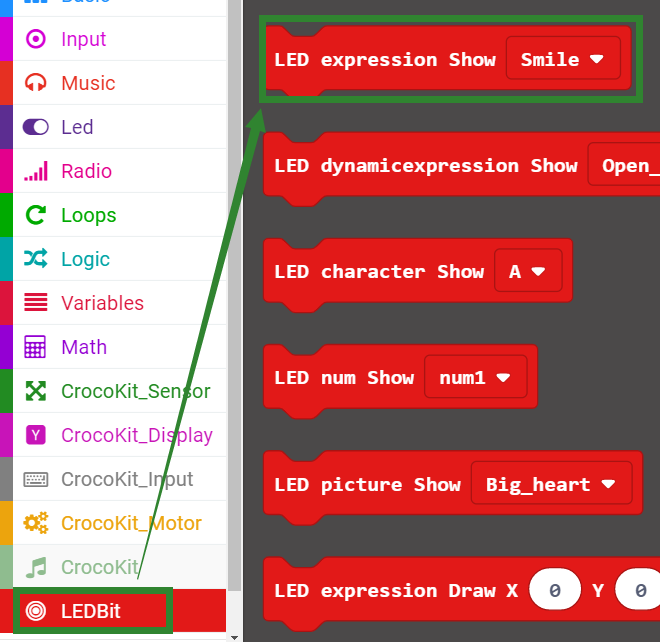 Basic
Input
Music
Led
Radio
Loops
Logic
Variables
Math
CrocoKit_Sensor
CrocoKit_Display
CrocoKit_Input
CrocoKit_Motor
CrocoKit
LEDBit
LED expression Show Smile
LED dynamicexpression Show Open_
LED character Show A
LED num Show num1
LED picture Show Big_heart
LED expression Draw X 0 Y 0